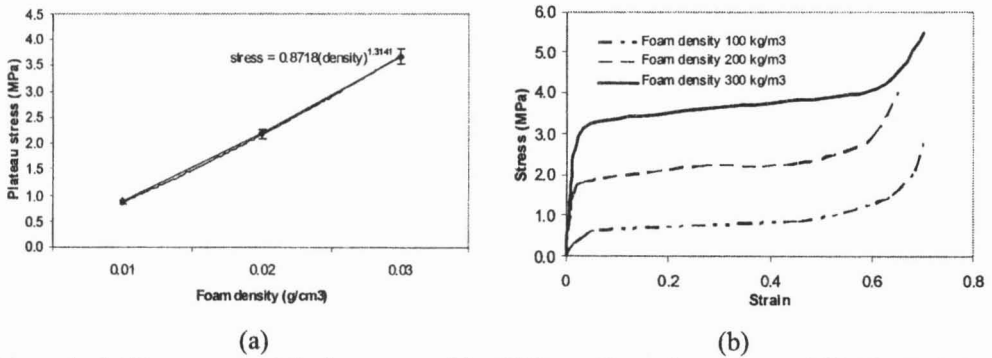 4.5
4.0
3.5
3.0
2.5
2.0
1.5
1.0
0.5
0.0
Plateau stress (MPa)
stress = 0.8718(density)^1.3141
0.01 0.02 0.03
Foam density (g/cm3)
(a)
6.0
5.0
4.0
3.0
2.0
1.0
0.0
Stress (MPa)
Foam density 100 kg/m3
Foam density 200 kg/m3
Foam density 300 kg/m3
0 0.2 0.4 0.6 0.8
Strain
(b)